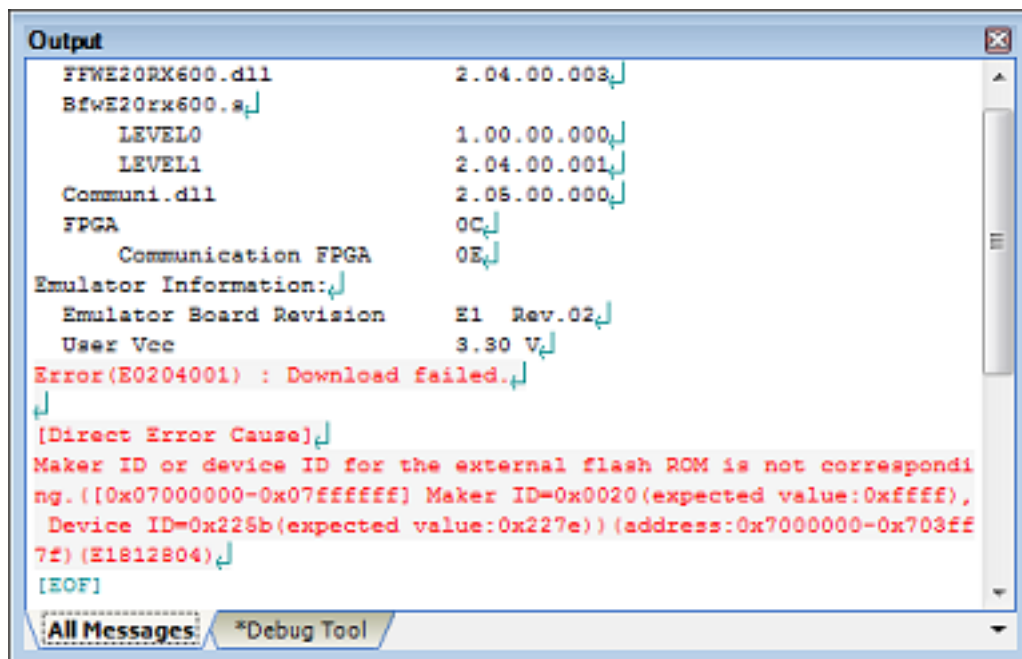 Output
FFWE20RX600.dll 2.04.00.003
BfwE20rx600.s
LEVEL0 1.00.00.000
LEVEL1 2.04.00.001
Communi.dll 2.05.00.000
FPGA 0C
Communication FPGA 0E
Emulator Information:
Emulator Board Revision E1 Rev.02
User Vcc 3.30 V
Error(E0204001) : Download failed.
[Direct Error Cause]
Maker ID or device ID for the external flash ROM is not correspondi
ng.([0x07000000-0x07ffffff] Maker ID=0x0020(expected value:0xffff),
Device ID=0x225b(expected value:0x227e))(address:0x7000000-0x703ff
7f)(E1812804)
[EOF]
All Messages *Debug Tool